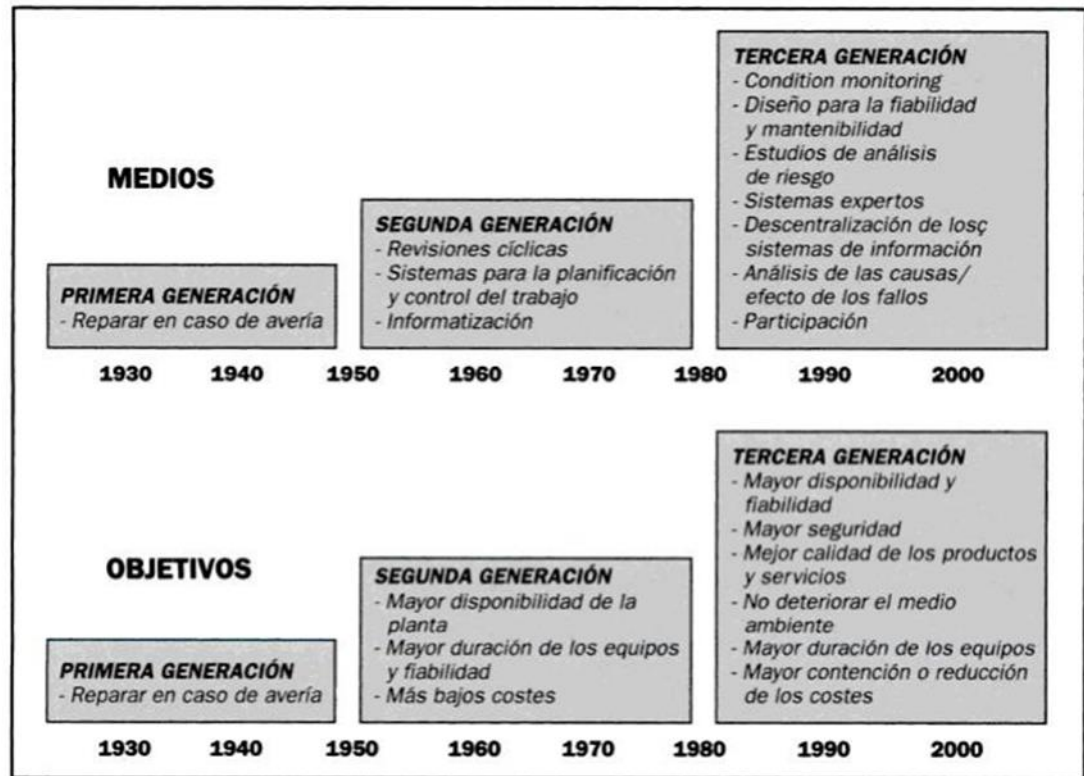 MEDIOS
PRIMERA GENERACIÓN
- Reparar en caso de avería
SEGUNDA GENERACIÓN
- Revisiones cíclicas
- Sistemas para la planificación
y control del trabajo
- Informatización
TERCERA GENERACIÓN
- Condition monitoring
- Diseño para la fiabilidad
y mantenibilidad
- Estudios de análisis
de riesgo
- Sistemas expertos
- Descentralización de losç
sistemas de información
- Análisis de las causas/
efecto de los fallos
- Participación
1930 1940 1950 1960 1970 1980 1990 2000
OBJETIVOS
PRIMERA GENERACIÓN
- Reparar en caso de avería
SEGUNDA GENERACIÓN
- Mayor disponibilidad de la
planta
- Mayor duración de los equipos
y fiabilidad
- Más bajos costes
TERCERA GENERACIÓN
- Mayor disponibilidad y
fiabilidad
- Mayor seguridad
- Mejor calidad de los productos
y servicios
- No deteriorar el medio
ambiente
- Mayor duración de los equipos
- Mayor contención o reducción
de los costes
1930 1940 1950 1960 1970 1980 1990 2000